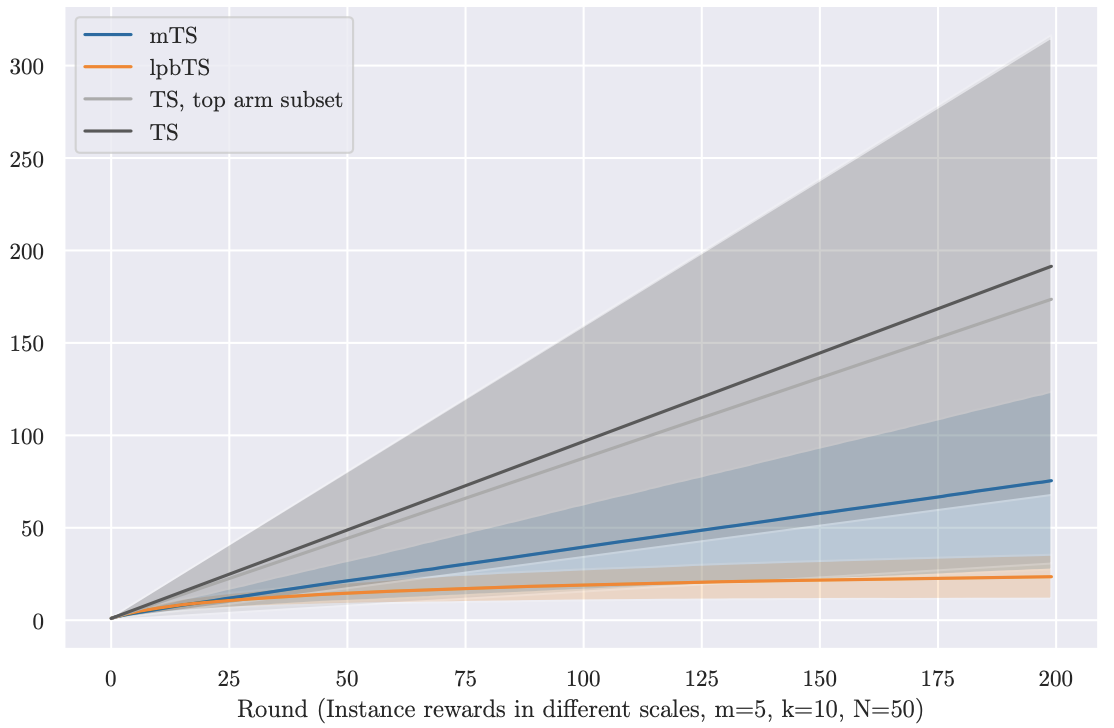 mTS
lpbTS
TS, top arm subset
TS
300
250
200
150
100
50
0
0 25 50 75 100 125 150 175 200
Round (Instance rewards in different scales, m=5, k=10, N=50)